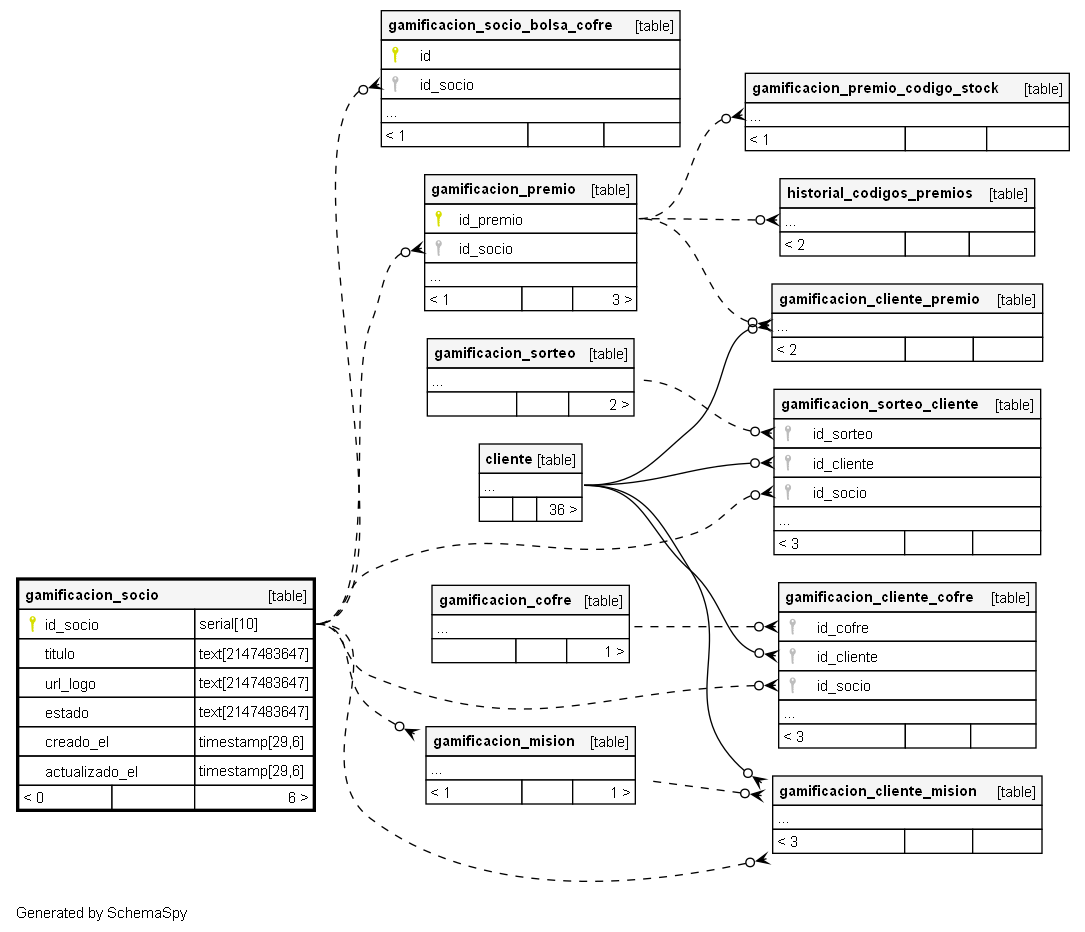 gamificacion_socio_bolsa_cofre [table]
id
id_socio
...
< 1
gamificacion_premio_codigo_stock [table]
...
< 1
gamificacion_premio [table]
id_premio
id_socio
...
< 1 3 >
historial_codigos_premios [table]
...
< 2
gamificacion_cliente_premio [table]
...
< 2
gamificacion_sorteo [table]
...
2 >
gamificacion_sorteo_cliente [table]
id_sorteo
id_cliente
id_socio
...
< 3
cliente [table]
...
36 >
gamificacion_socio [table]
id_socio serial[10]
titulo text[2147483647]
url_logo text[2147483647]
estado text[2147483647]
creado_el timestamp[29,6]
actualizado_el timestamp[29,6]
< 0 6 >
gamificacion_cofre [table]
...
1 >
gamificacion_cliente_cofre [table]
id_cofre
id_cliente
id_socio
...
< 3
gamificacion_mision [table]
...
< 1 1 >
gamificacion_cliente_mision [table]
...
< 3
Generated by SchemaSpy